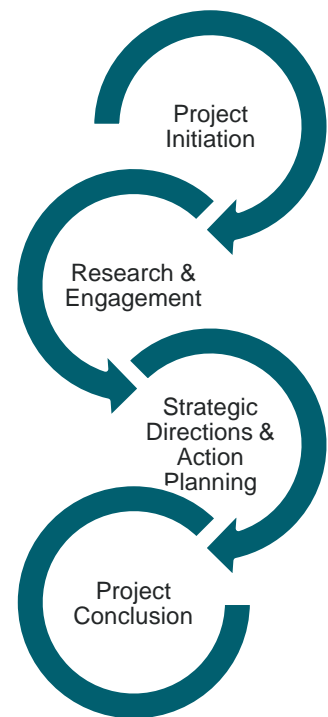 Project
Initiation
Research &
Engagement
Strategic
Directions &
Action
Planning
Project
Conclusion